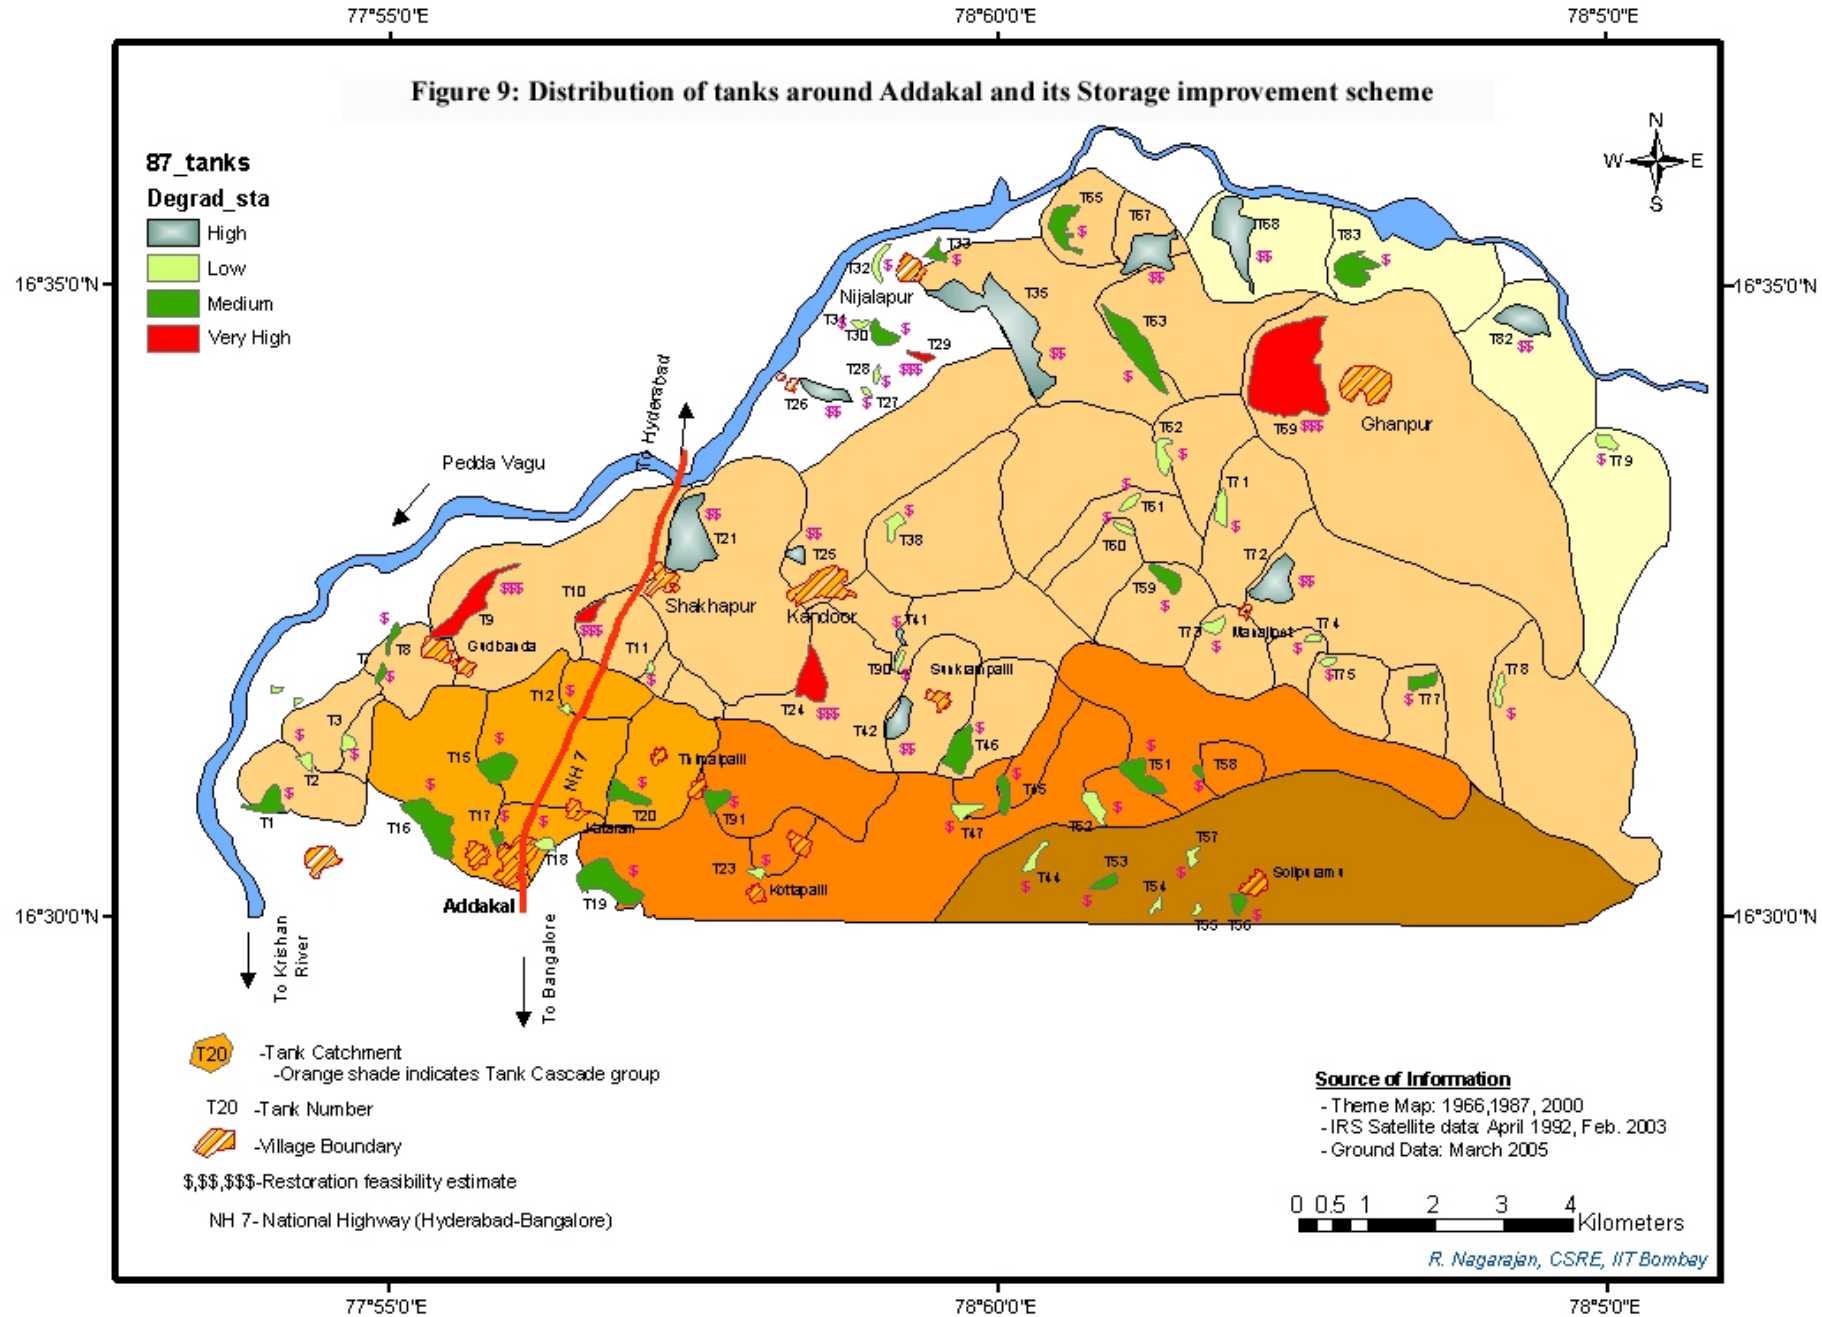 77°55'0"E 78°60'0"E 78°5'0"E
Figure 9: Distribution of tanks around Addakal and its Storage improvement scheme
N
W E
S
87_tanks
Degrad_sta
High
Low
Medium
Very High
16°35'0"N 16°35'0"N
T65 $
T67 $$
T68 $$
T83 $
T33 $
T32 $
Nijalapur
T35 $$
T31 $
T30 $
T29 $$$
T28 $
T27 $
T26 $$
T63 $
T82 $$
T69 $$$
Ghanpur
To Hyderabad
Pedda Vagu
T62 $
T79 $
T21 $$
T25 $$
T38 $
T61 $
T60 $
T71 $
T72 $$
T59 $
Shakhapur
Kandoor
T9 $$$
T10 $$$
Gudbanda
T8 $
$
T11 $
T12 $
T41 $
T90 $
T24 $$$
T42 $$
T46 $
T73 $
T74 $
T75 $
T77 $
T78 $
T3 $
T2 $
T1 $
T15 $
T16 $
T17 $
T18 $
T20 $
NH 7
T91 $
T23 $
Kottapalli
T19 $
T45 $
T47 $
T51 $
T58 $
T52 $
T57 $
T53 $
T44 $
T54
T55
T56 $
Addakal
16°30'0"N 16°30'0"N
To Krishan
River
To Bangalore
T20 -Tank Catchment
-Orange shade indicates Tank Cascade group
T20 -Tank Number
-Village Boundary
$,$$,$$$-Restoration feasibility estimate
NH 7- National Highway (Hyderabad-Bangalore)
Source of Information
- Theme Map: 1966,1987, 2000
- IRS Satellite data: April 1992, Feb. 2003
- Ground Data: March 2005
0 0.5 1 2 3 4
Kilometers
R. Nagarajan, CSRE, IIT Bombay
77°55'0"E 78°60'0"E 78°5'0"E